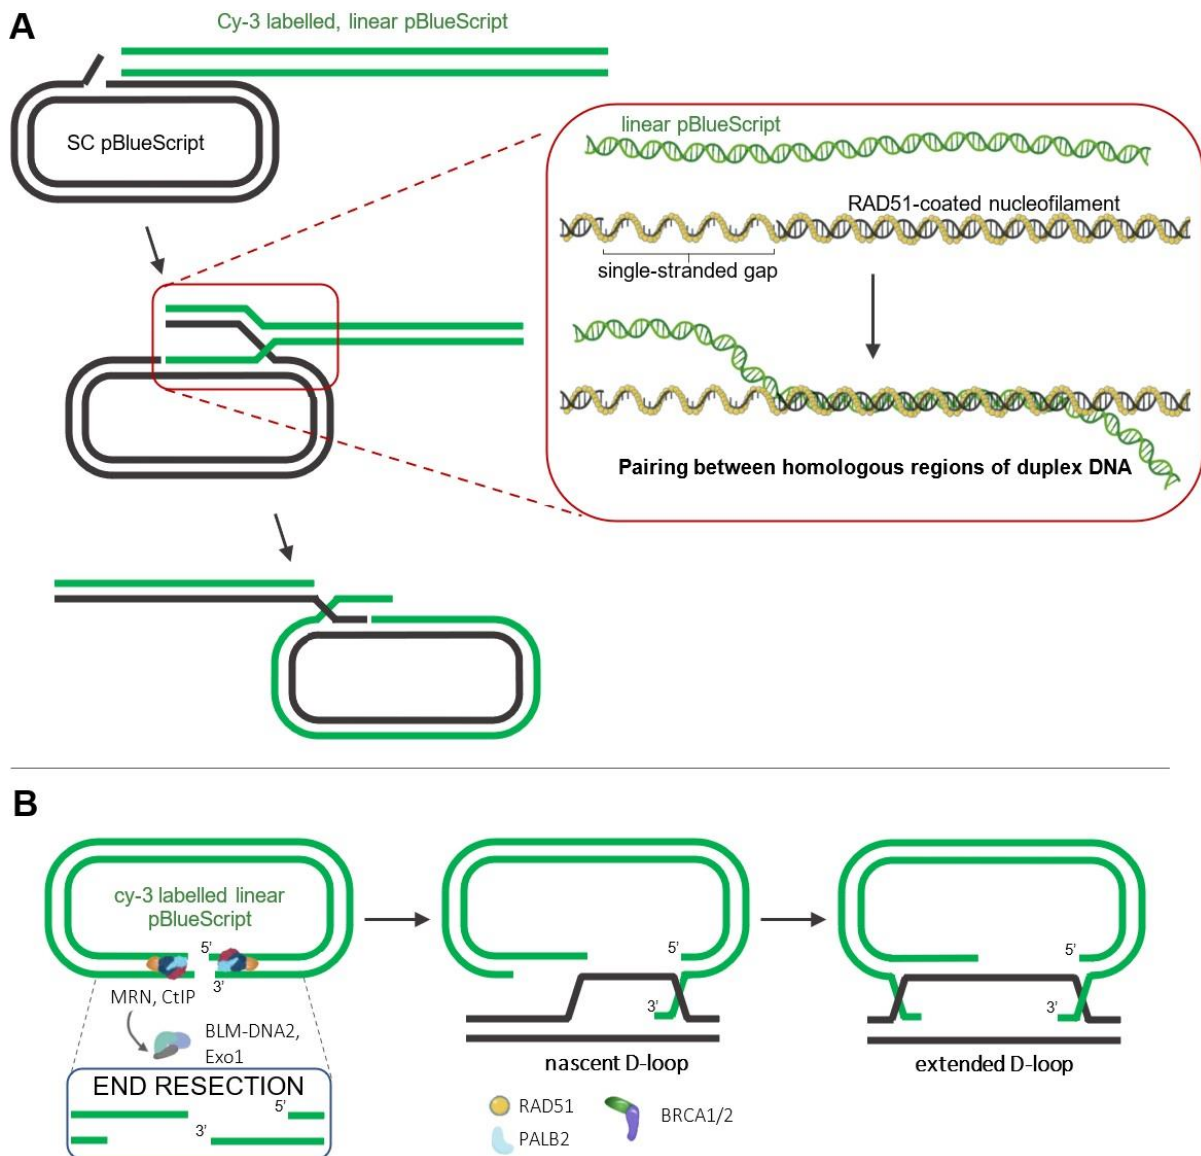 A
Cy-3 labelled, linear pBlueScript
SC pBlueScript
linear pBlueScript
RAD51-coated nucleofilament
single-stranded gap
Pairing between homologous regions of duplex DNA
B
cy-3 labelled linear
pBlueScript
5'
3'
MRN, CtIP
BLM-DNA2,
Exo1
END RESECTION
5'
3'
5'
3'
nascent D-loop
5'
3'
extended D-loop
RAD51
PALB2
BRCA1/2